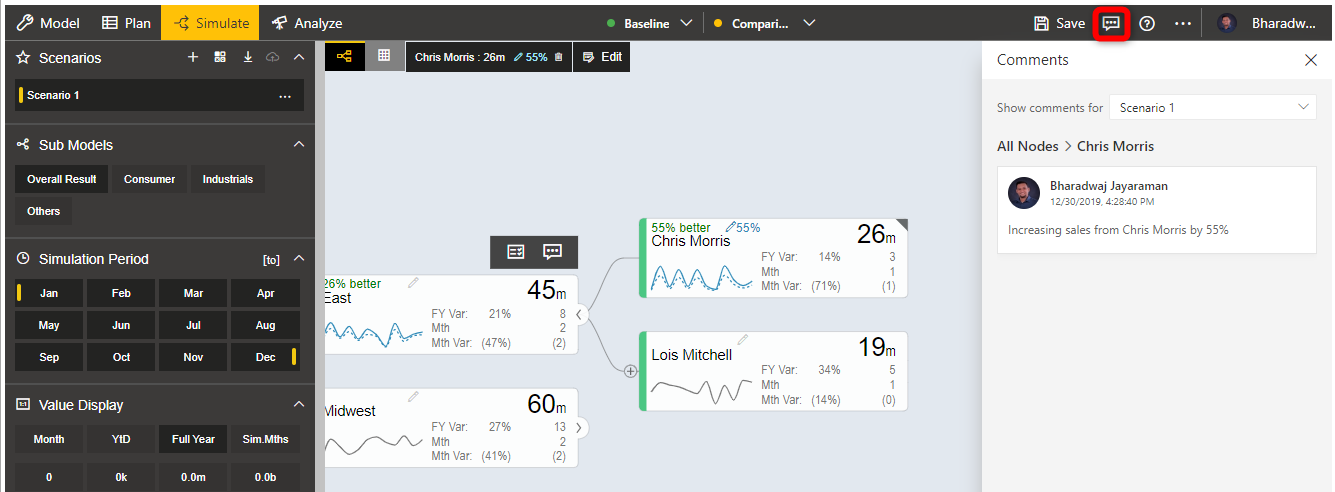 Model Plan Simulate Analyze Baseline Compari... Save Bharadw...
Scenarios
Scenario 1 ...
Sub Models
Overall Result Consumer Industrials
Others
Simulation Period [to]
Jan Feb Mar Apr
May Jun Jul Aug
Sep Oct Nov Dec
Value Display
Month YtD Full Year Sim.Mths
0 0k 0.0m 0.0b
Chris Morris : 26m 55% Edit
26% better
East 45m
FY Var: 21% 8
Mth 2
Mth Var: (47%) (2)
Midwest 60m
FY Var: 27% 13
Mth 2
Mth Var: (41%) (2)
55% better 55%
Chris Morris 26m
FY Var: 14% 3
Mth 1
Mth Var: (71%) (1)
Lois Mitchell 19m
FY Var: 34% 5
Mth 1
Mth Var: (14%) (0)
Comments
Show comments for Scenario 1
All Nodes > Chris Morris
Bharadwaj Jayaraman
12/30/2019, 4:28:40 PM
Increasing sales from Chris Morris by 55%